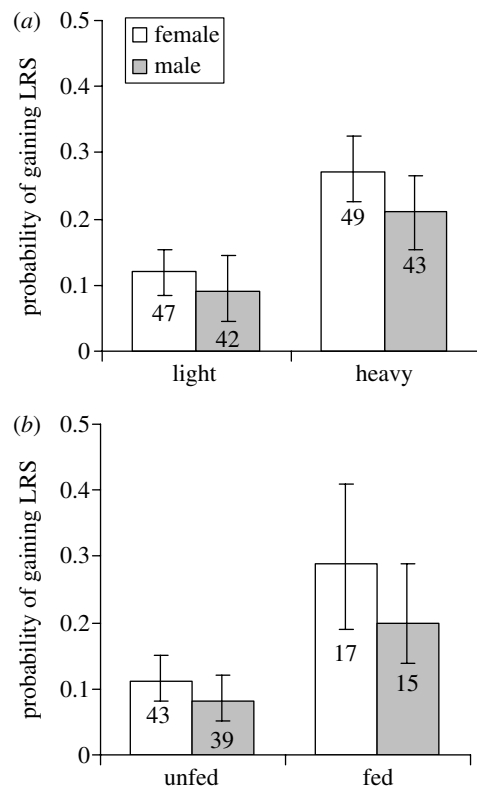 (a)
0.5
female
male
0.4
0.3
0.2
0.1
0
probability of gaining LRS
47
42
49
43
light heavy
(b)
0.5
0.4
0.3
0.2
0.1
0
probability of gaining LRS
43
39
17
15
unfed fed